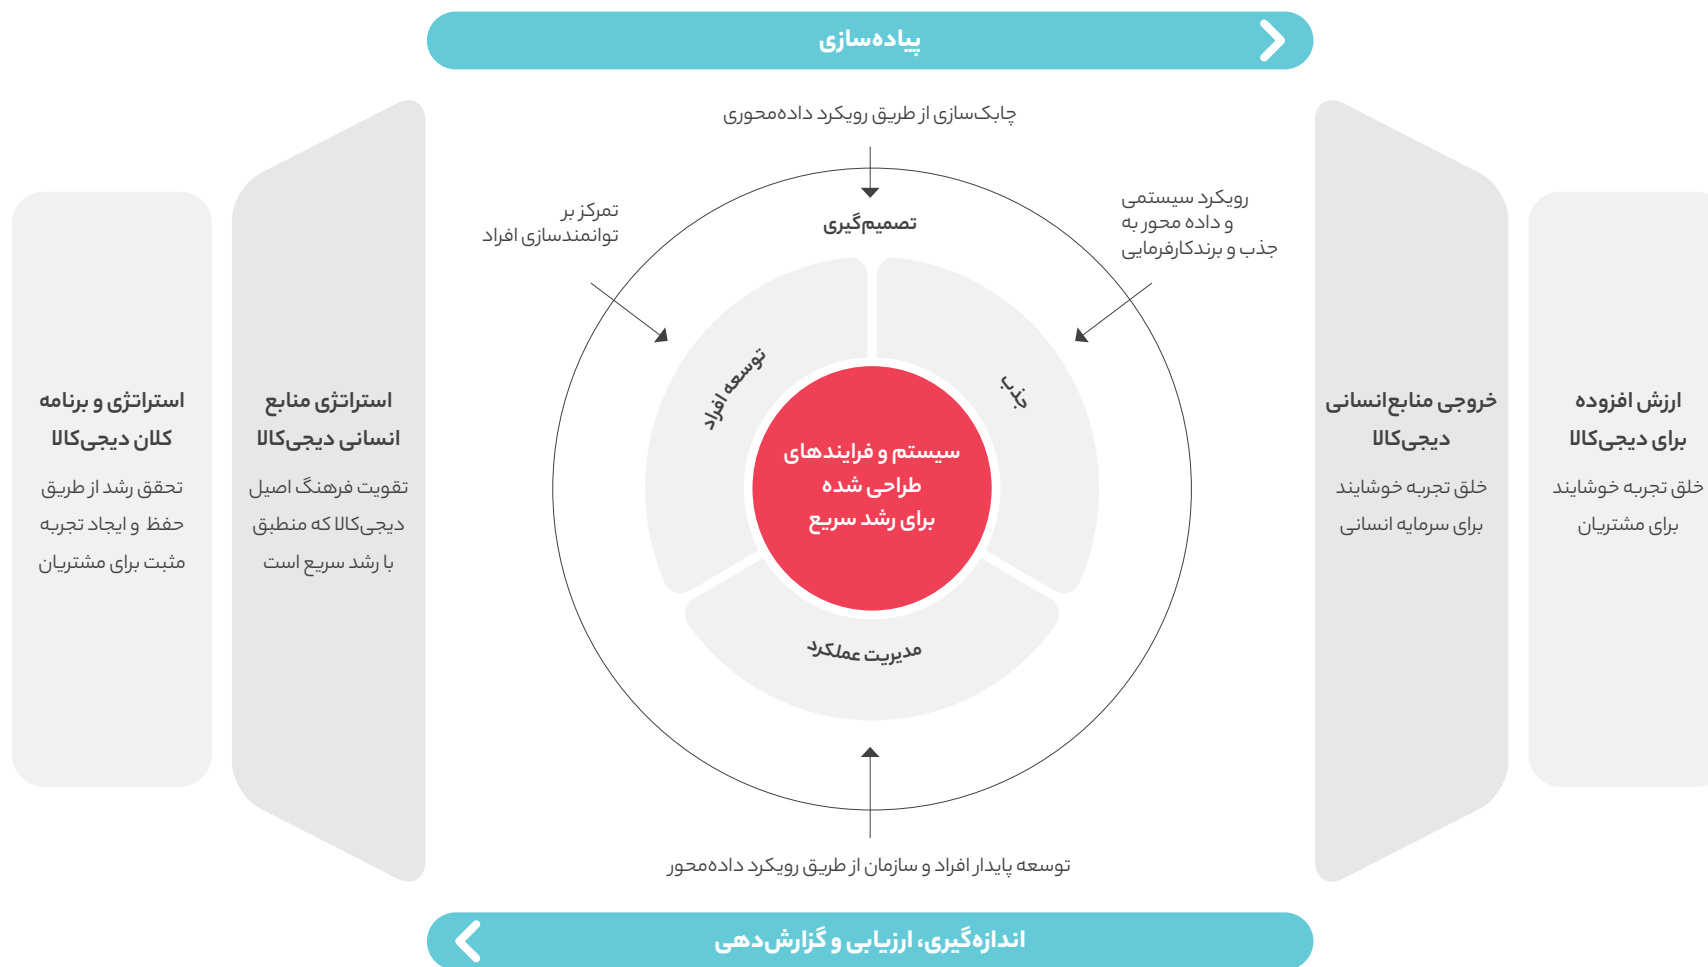 پیاده‌سازی
چابک‌سازی از طریق رویکرد داده‌محوری
رویکرد سیستمی
و داده محور به
جذب و برندکارفرمایی
تمرکز بر
توانمندسازی افراد
تصمیم‌گیری
جذب
توسعه افراد
مدیریت عملکرد
سیستم و فرایندهای
طراحی شده
برای رشد سریع
ارزش افزوده
برای دیجی‌کالا
خلق تجربه خوشایند
برای مشتریان
خروجی منابع‌انسانی
دیجی‌کالا
خلق تجربه خوشایند
برای سرمایه انسانی
استراتژی منابع
انسانی دیجی‌کالا
تقویت فرهنگ اصیل
دیجی‌کالا که منطبق
با رشد سریع است
استراتژی و برنامه
کلان دیجی‌کالا
تحقق رشد از طریق
حفظ و ایجاد تجربه
مثبت برای مشتریان
توسعه پایدار افراد و سازمان از طریق رویکرد داده‌محور
اندازه‌گیری، ارزیابی و گزارش‌دهی